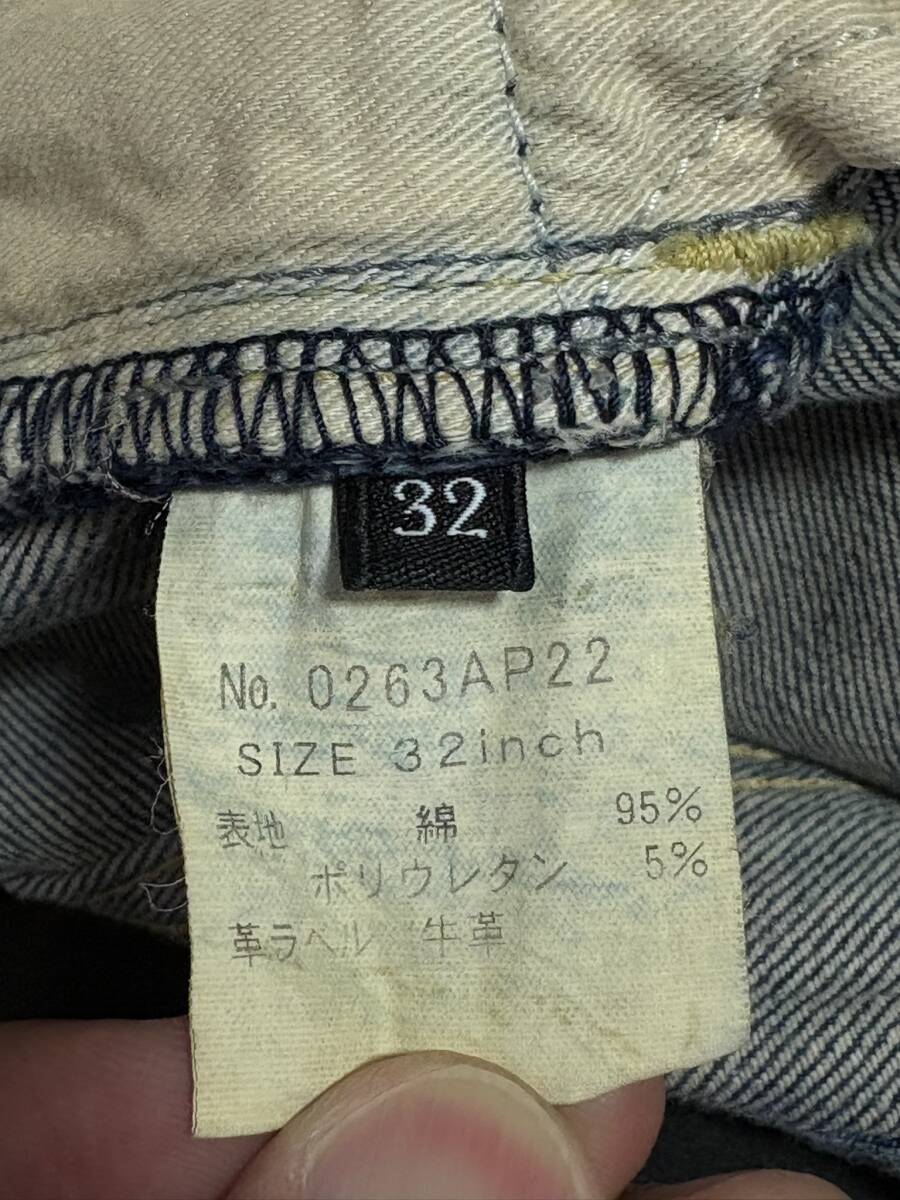 32
No. 0263AP22
SIZE 32inch
表地 綿 95%
ポリウレタン 5%
革ラベル 牛革